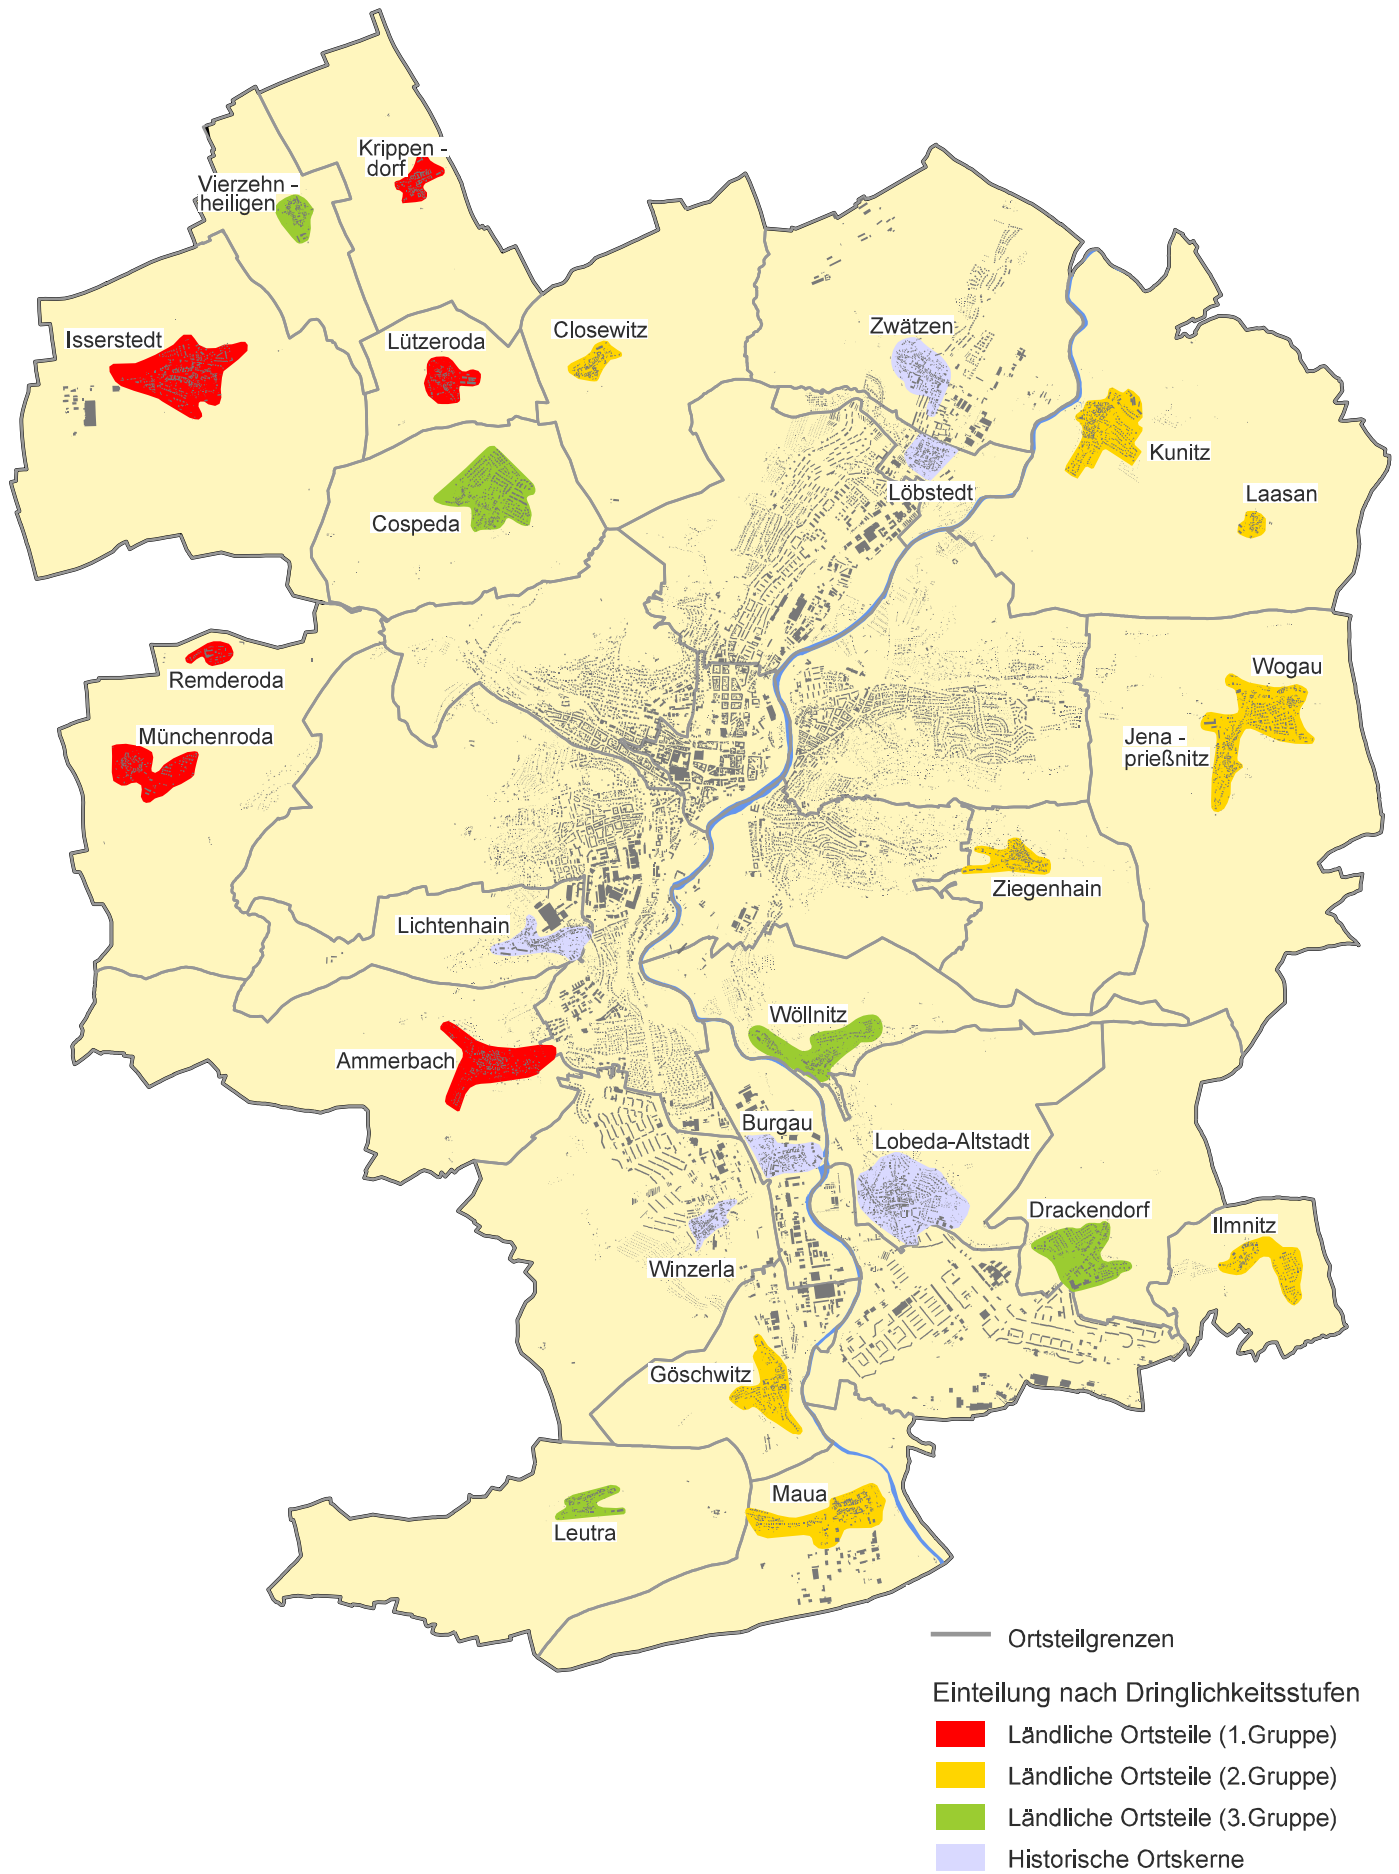 Krippen -
dorf
Vierzehn -
heiligen
Isserstedt
Lützeroda
Closewitz
Zwätzen
Kunitz
Löbstedt
Laasan
Cospeda
Remderoda
Wogau
Münchenroda
Jena -
prießnitz
Ziegenhain
Lichtenhain
Wöllnitz
Ammerbach
Burgau
Lobeda-Altstadt
Drackendorf
Ilmnitz
Winzerla
Göschwitz
Maua
Leutra
Ortsteilgrenzen
Einteilung nach Dringlichkeitsstufen
Ländliche Ortsteile (1.Gruppe)
Ländliche Ortsteile (2.Gruppe)
Ländliche Ortsteile (3.Gruppe)
Historische Ortskerne